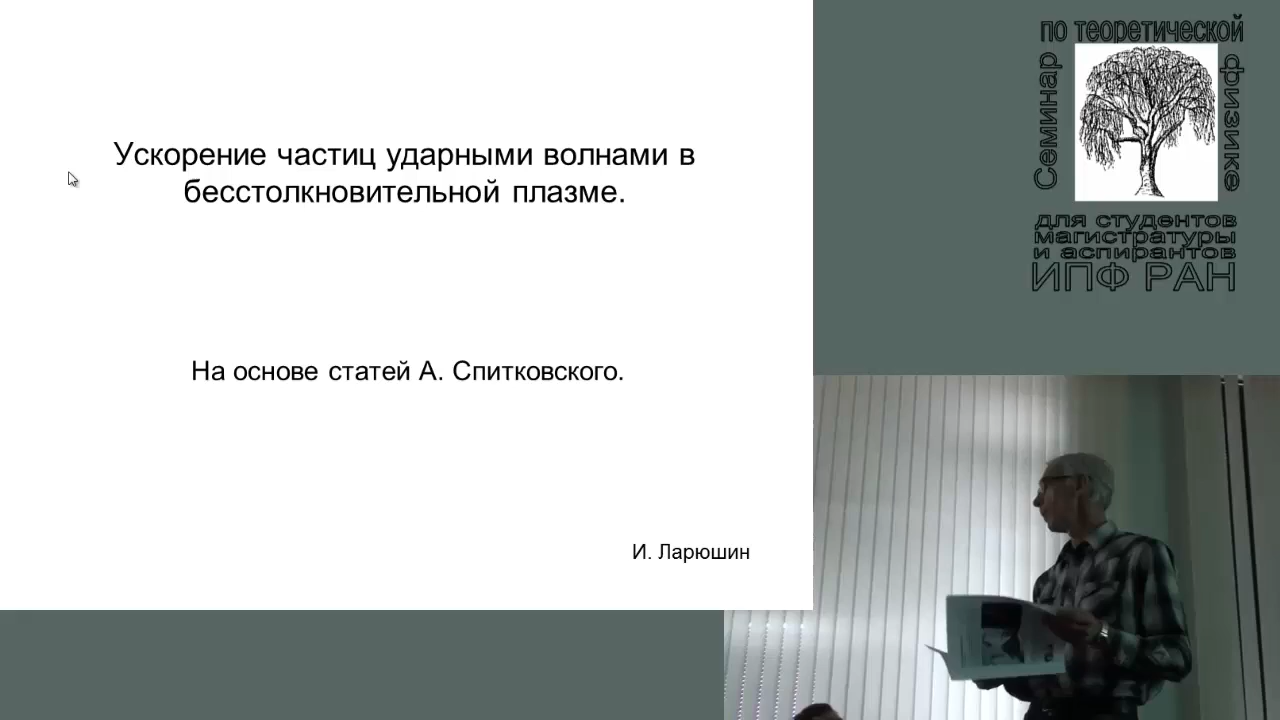 Ускорение частиц ударными волнами в
бесстолкновительной плазме.
На основе статей А. Спитковского.
И. Ларюшин
Семинар
по теоретической
физике
для студентов
магистратуры
и аспирантов
ИПФ РАН